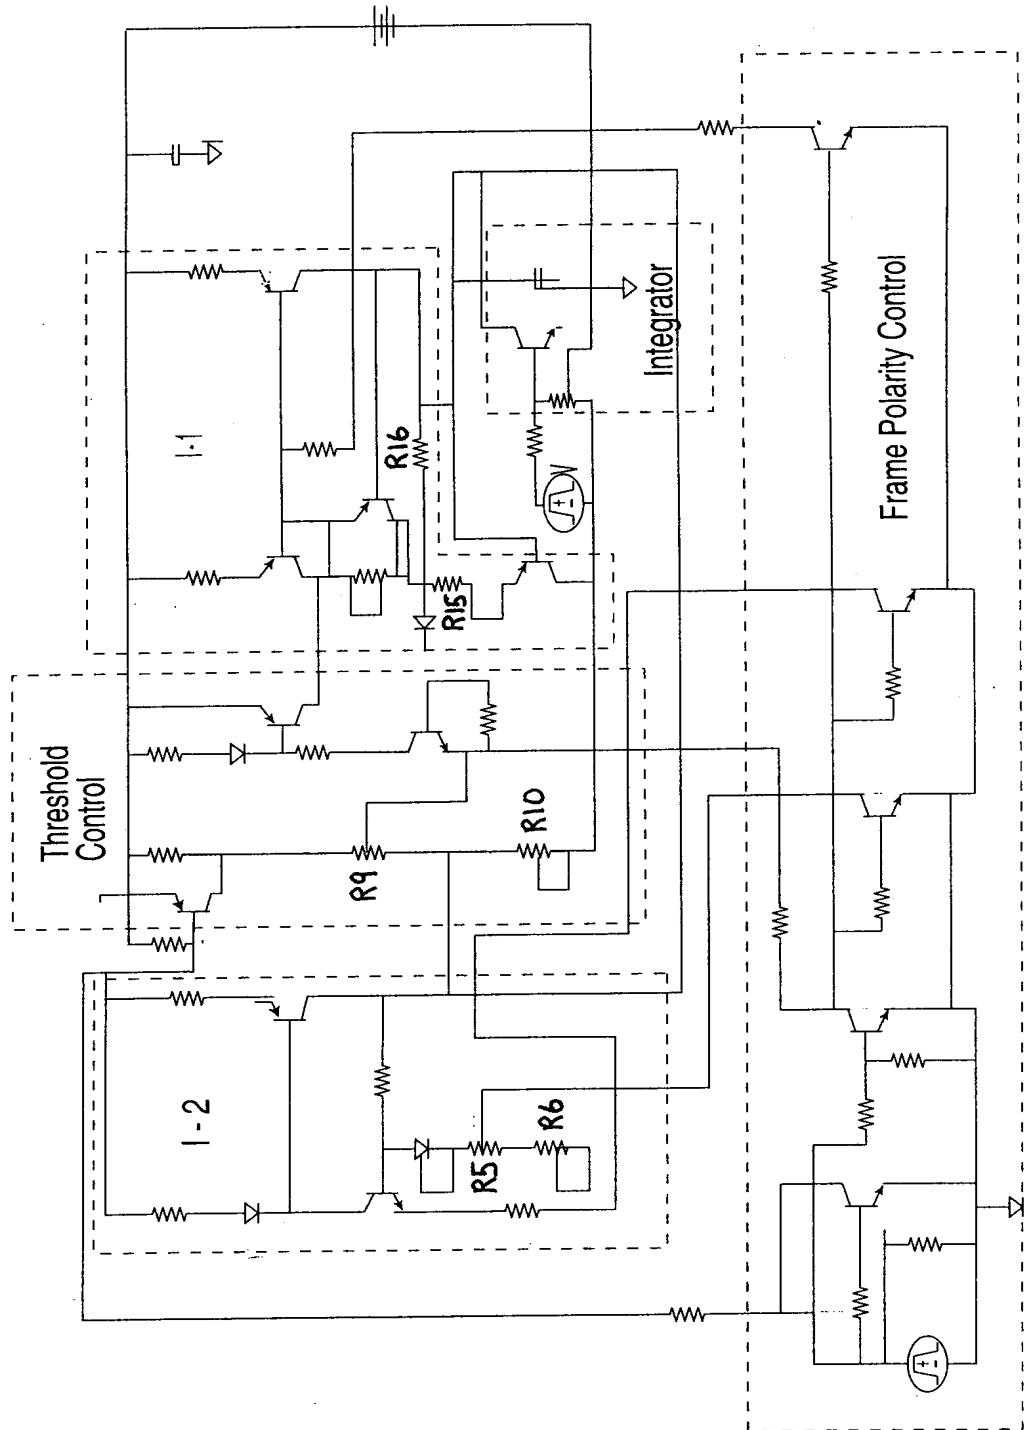 I-1
R16
Integrator
R15
Threshold
Control
R10
R9
Frame Polarity Control
I-2
R6
R5
V